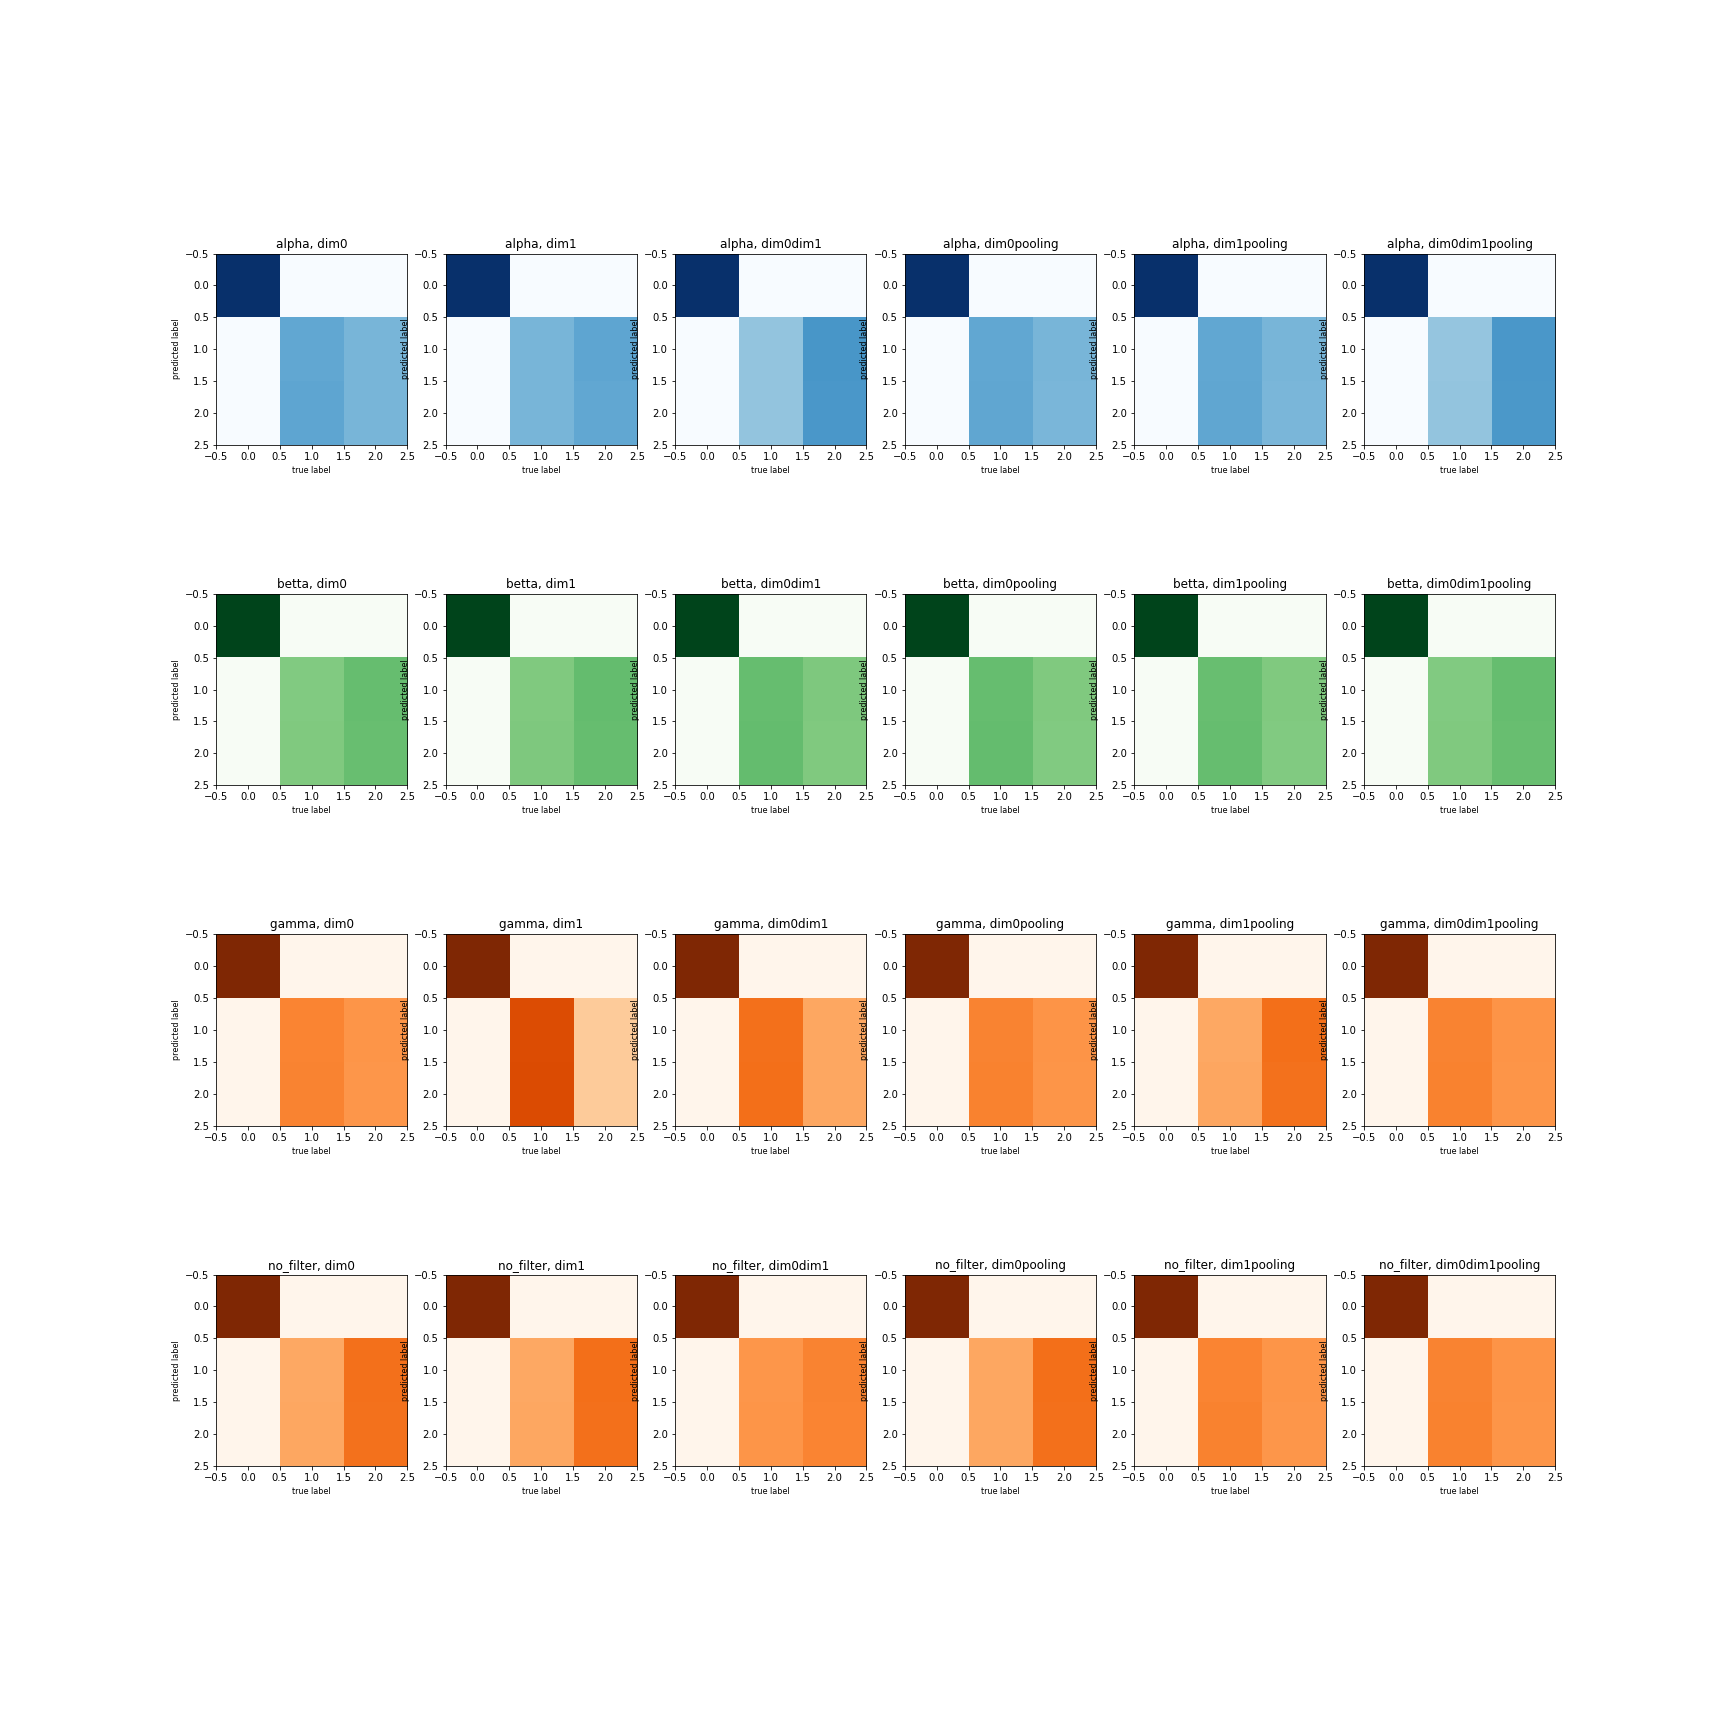 alpha, dim0 alpha, dim1 alpha, dim0dim1 alpha, dim0pooling alpha, dim1pooling alpha, dim0dim1pooling
−0.5 −0.5 −0.5 −0.5 −0.5 −0.5
0.0 0.0 0.0 0.0 0.0 0.0
0.5 0.5 0.5 0.5 0.5 0.5
predicted label predicted label predicted label predicted label predicted label predicted label
1.0 1.0 1.0 1.0 1.0 1.0
1.5 1.5 1.5 1.5 1.5 1.5
2.0 2.0 2.0 2.0 2.0 2.0
2.5 2.5 2.5 2.5 2.5 2.5
−0.5 0.0 0.5 1.0 1.5 2.0 2.5 −0.5 0.0 0.5 1.0 1.5 2.0 2.5 −0.5 0.0 0.5 1.0 1.5 2.0 2.5 −0.5 0.0 0.5 1.0 1.5 2.0 2.5 −0.5 0.0 0.5 1.0 1.5 2.0 2.5 −0.5 0.0 0.5 1.0 1.5 2.0 2.5
true label true label true label true label true label true label
betta, dim0 betta, dim1 betta, dim0dim1 betta, dim0pooling betta, dim1pooling betta, dim0dim1pooling
−0.5 −0.5 −0.5 −0.5 −0.5 −0.5
0.0 0.0 0.0 0.0 0.0 0.0
0.5 0.5 0.5 0.5 0.5 0.5
predicted label predicted label predicted label predicted label predicted label predicted label
1.0 1.0 1.0 1.0 1.0 1.0
1.5 1.5 1.5 1.5 1.5 1.5
2.0 2.0 2.0 2.0 2.0 2.0
2.5 2.5 2.5 2.5 2.5 2.5
−0.5 0.0 0.5 1.0 1.5 2.0 2.5 −0.5 0.0 0.5 1.0 1.5 2.0 2.5 −0.5 0.0 0.5 1.0 1.5 2.0 2.5 −0.5 0.0 0.5 1.0 1.5 2.0 2.5 −0.5 0.0 0.5 1.0 1.5 2.0 2.5 −0.5 0.0 0.5 1.0 1.5 2.0 2.5
true label true label true label true label true label true label
gamma, dim0 gamma, dim1 gamma, dim0dim1 gamma, dim0pooling gamma, dim1pooling gamma, dim0dim1pooling
−0.5 −0.5 −0.5 −0.5 −0.5 −0.5
0.0 0.0 0.0 0.0 0.0 0.0
0.5 0.5 0.5 0.5 0.5 0.5
predicted label predicted label predicted label predicted label predicted label predicted label
1.0 1.0 1.0 1.0 1.0 1.0
1.5 1.5 1.5 1.5 1.5 1.5
2.0 2.0 2.0 2.0 2.0 2.0
2.5 2.5 2.5 2.5 2.5 2.5
−0.5 0.0 0.5 1.0 1.5 2.0 2.5 −0.5 0.0 0.5 1.0 1.5 2.0 2.5 −0.5 0.0 0.5 1.0 1.5 2.0 2.5 −0.5 0.0 0.5 1.0 1.5 2.0 2.5 −0.5 0.0 0.5 1.0 1.5 2.0 2.5 −0.5 0.0 0.5 1.0 1.5 2.0 2.5
true label true label true label true label true label true label
no_filter, dim0 no_filter, dim1 no_filter, dim0dim1 no_filter, dim0pooling no_filter, dim1pooling no_filter, dim0dim1pooling
−0.5 −0.5 −0.5 −0.5 −0.5 −0.5
0.0 0.0 0.0 0.0 0.0 0.0
0.5 0.5 0.5 0.5 0.5 0.5
predicted label predicted label predicted label predicted label predicted label predicted label
1.0 1.0 1.0 1.0 1.0 1.0
1.5 1.5 1.5 1.5 1.5 1.5
2.0 2.0 2.0 2.0 2.0 2.0
2.5 2.5 2.5 2.5 2.5 2.5
−0.5 0.0 0.5 1.0 1.5 2.0 2.5 −0.5 0.0 0.5 1.0 1.5 2.0 2.5 −0.5 0.0 0.5 1.0 1.5 2.0 2.5 −0.5 0.0 0.5 1.0 1.5 2.0 2.5 −0.5 0.0 0.5 1.0 1.5 2.0 2.5 −0.5 0.0 0.5 1.0 1.5 2.0 2.5
true label true label true label true label true label true label